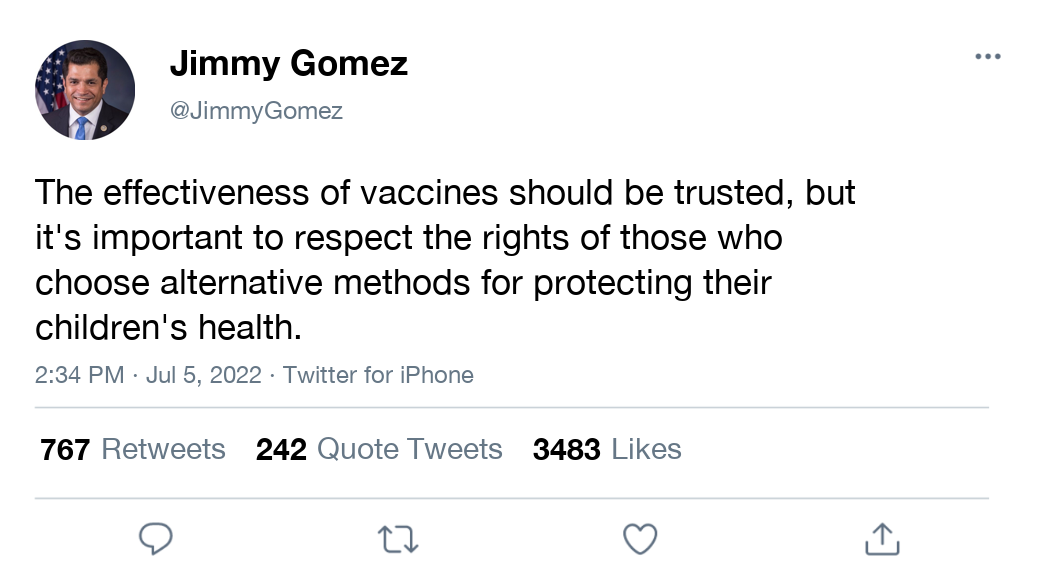 Jimmy Gomez
@JimmyGomez
The effectiveness of vaccines should be trusted, but
it's important to respect the rights of those who
choose alternative methods for protecting their
children's health.
2:34 PM · Jul 5, 2022 · Twitter for iPhone
767 Retweets 242 Quote Tweets 3483 Likes